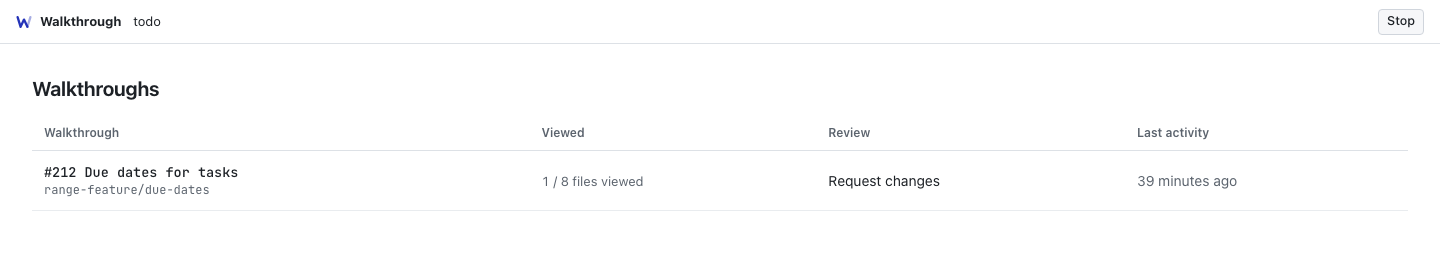 Walkthrough todo Stop
Walkthroughs
Walkthrough Viewed Review Last activity
#212 Due dates for tasks
range-feature/due-dates
1 / 8 files viewed Request changes 39 minutes ago